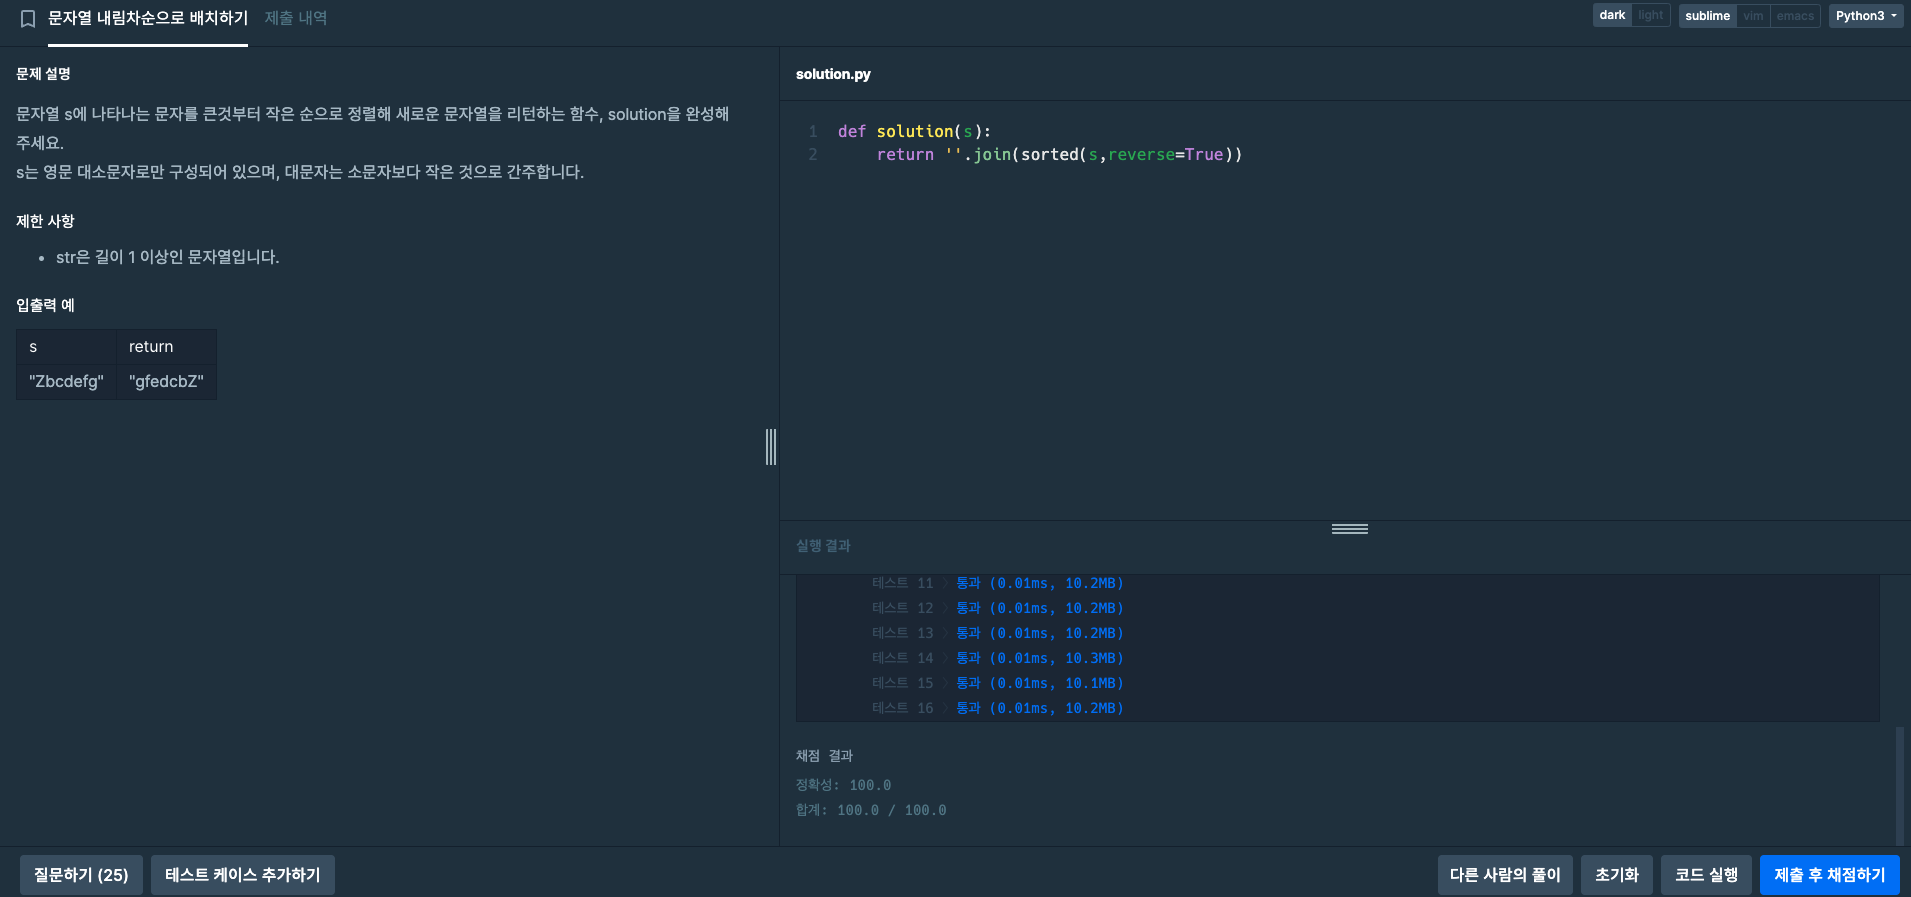 문자열 내림차순으로 배치하기 제출 내역
dark light sublime vim emacs Python3
문제 설명
문자열 s에 나타나는 문자를 큰것부터 작은 순으로 정렬해 새로운 문자열을 리턴하는 함수, solution을 완성해
주세요.
s는 영문 대소문자로만 구성되어 있으며, 대문자는 소문자보다 작은 것으로 간주합니다.
제한 사항
• str은 길이 1 이상인 문자열입니다.
입출력 예
s return
"Zbcdefg" "gfedcbZ"
solution.py
1 def solution(s):
2     return ''.join(sorted(s,reverse=True))
실행 결과
테스트 11 〉 통과 (0.01ms, 10.2MB)
테스트 12 〉 통과 (0.01ms, 10.2MB)
테스트 13 〉 통과 (0.01ms, 10.2MB)
테스트 14 〉 통과 (0.01ms, 10.3MB)
테스트 15 〉 통과 (0.01ms, 10.1MB)
테스트 16 〉 통과 (0.01ms, 10.2MB)
채점 결과
정확성: 100.0
합계: 100.0 / 100.0
질문하기 (25) 테스트 케이스 추가하기 다른 사람의 풀이 초기화 코드 실행 제출 후 채점하기